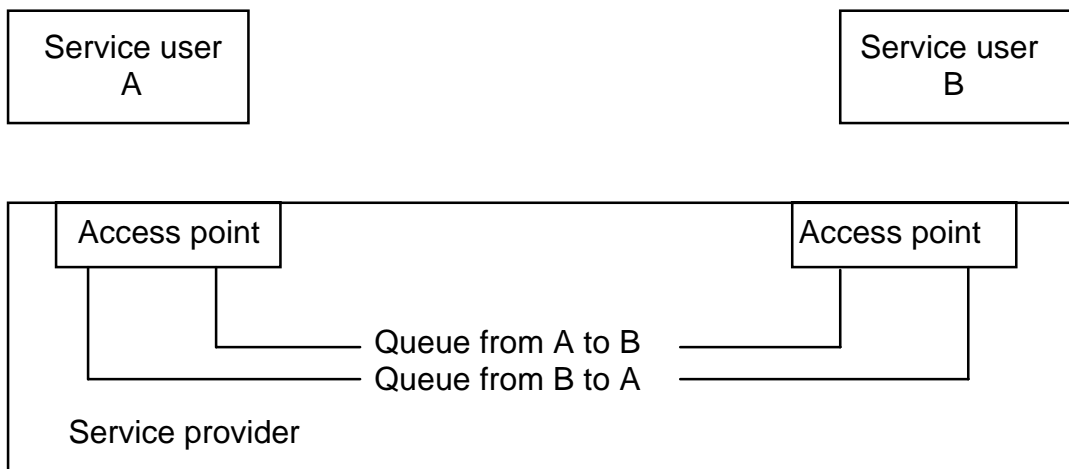 Service user
A
Service user
B
Access point
Access point
Queue from A to B
Queue from B to A
Service provider